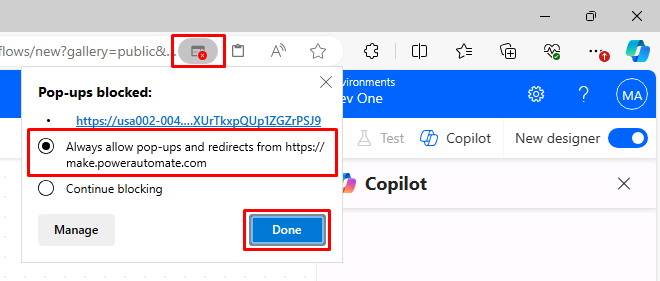 flows/new?gallery=public&...
Pop-ups blocked:
https://usa002-004....XUrTkxpQUp1ZGZrPSJ9
Always allow pop-ups and redirects from https://
make.powerautomate.com
Continue blocking
Manage
Done
vironments
ev One
MA
Test
Copilot
New designer
Copilot